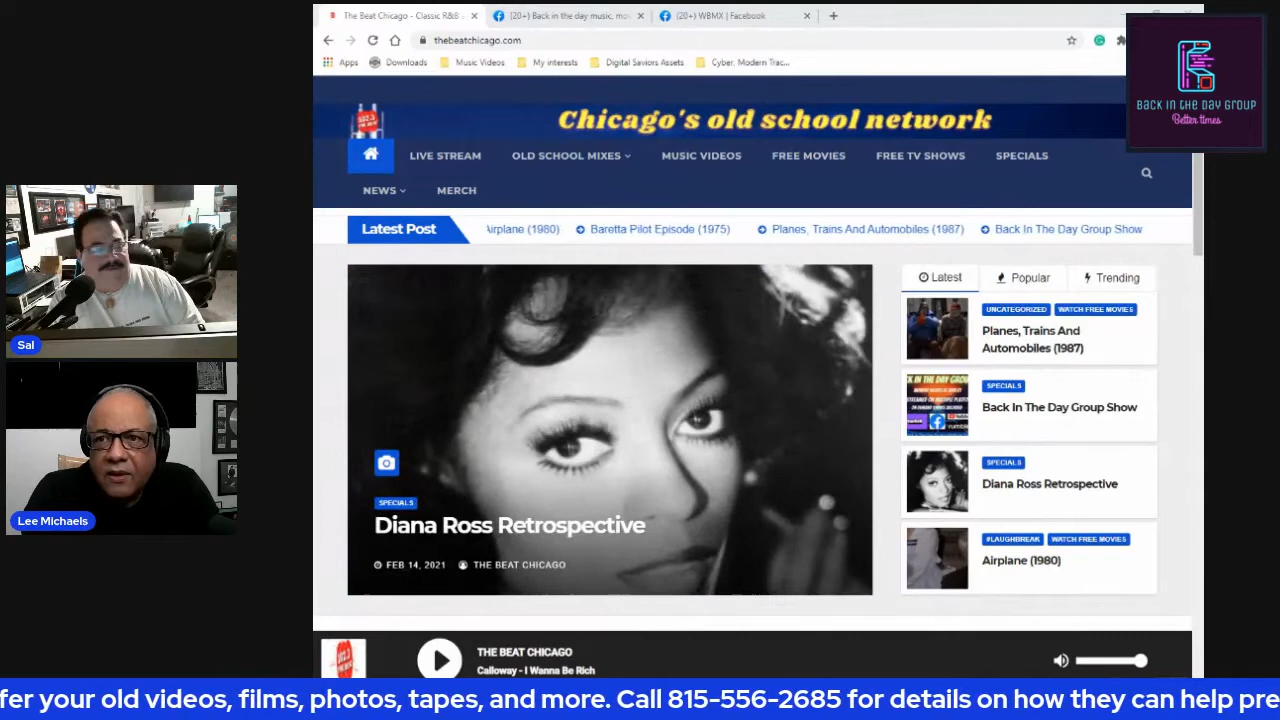 The Beat Chicago - Classic R&B
(20+) Back in the day music, mov
(20+) WBMX | Facebook
thebeatchicago.com
Apps
Downloads
Music Videos
My interests
Digital Saviors Assets
Cyber, Modern Trac...
BACK IN THE DAY GROUP
Better times
Chicago's old school network
LIVE STREAM
OLD SCHOOL MIXES
MUSIC VIDEOS
FREE MOVIES
FREE TV SHOWS
SPECIALS
NEWS
MERCH
Latest Post
Airplane (1980)
Baretta Pilot Episode (1975)
Planes, Trains And Automobiles (1987)
Back In The Day Group Show
Latest
Popular
Trending
UNCATEGORIZED
WATCH FREE MOVIES
Planes, Trains And
Automobiles (1987)
SPECIALS
Back In The Day Group Show
SPECIALS
Diana Ross Retrospective
#LAUGHBREAK
WATCH FREE MOVIES
Airplane (1980)
SPECIALS
Diana Ross Retrospective
FEB 14, 2021
THE BEAT CHICAGO
Sal
Lee Michaels
THE BEAT CHICAGO
Calloway - I Wanna Be Rich
fer your old videos, films, photos, tapes, and more. Call 815-556-2685 for details on how they can help pre